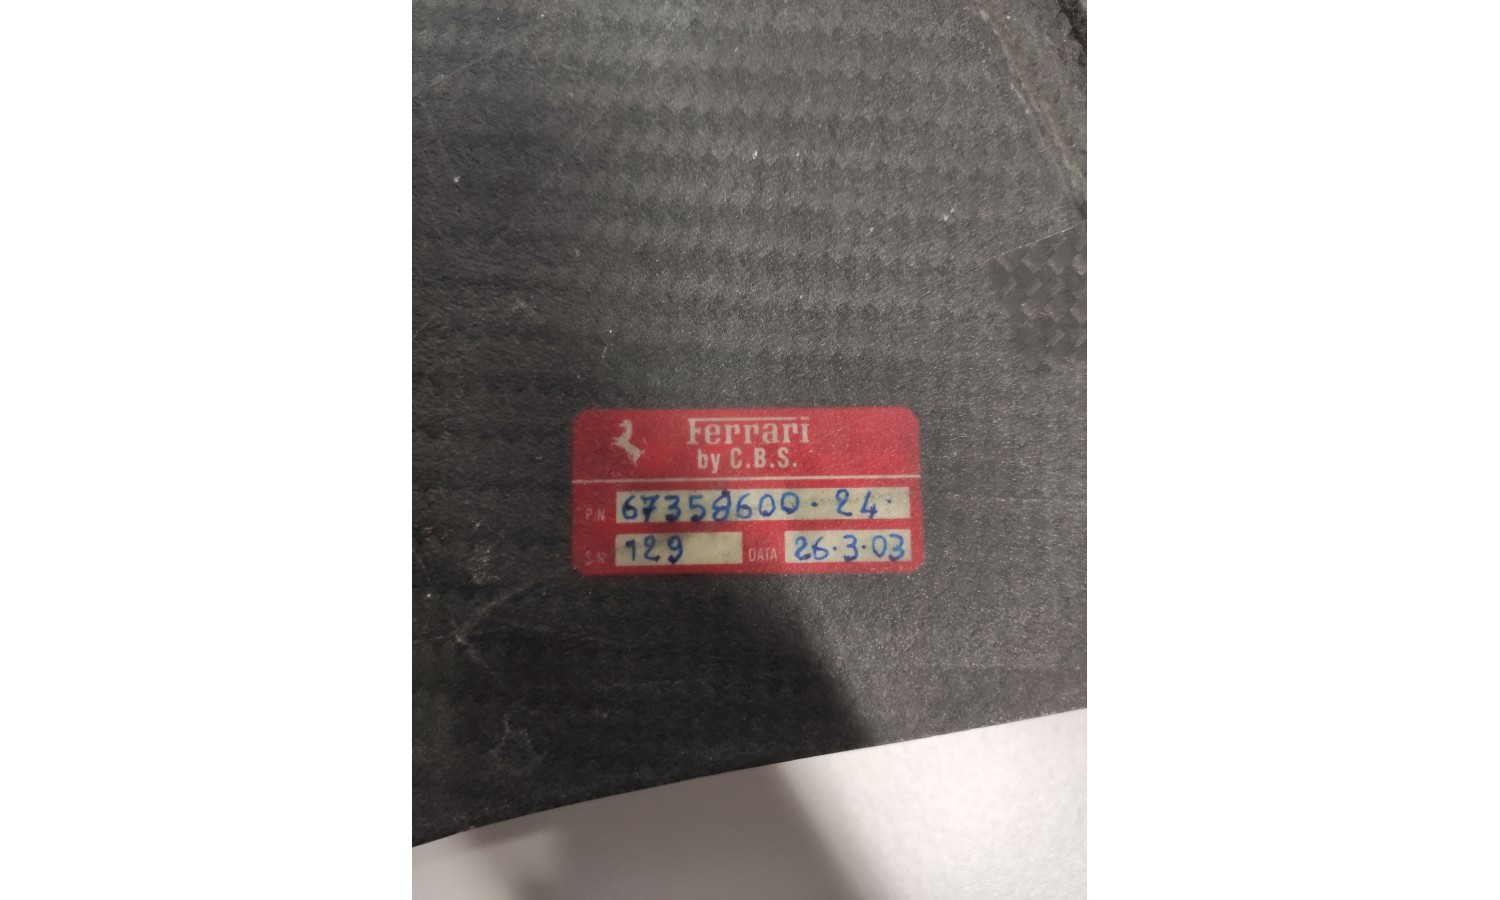 Ferrari
by C.B.S.
P.N. 67358600.24.
S.N. 129 DATA 26.3.03